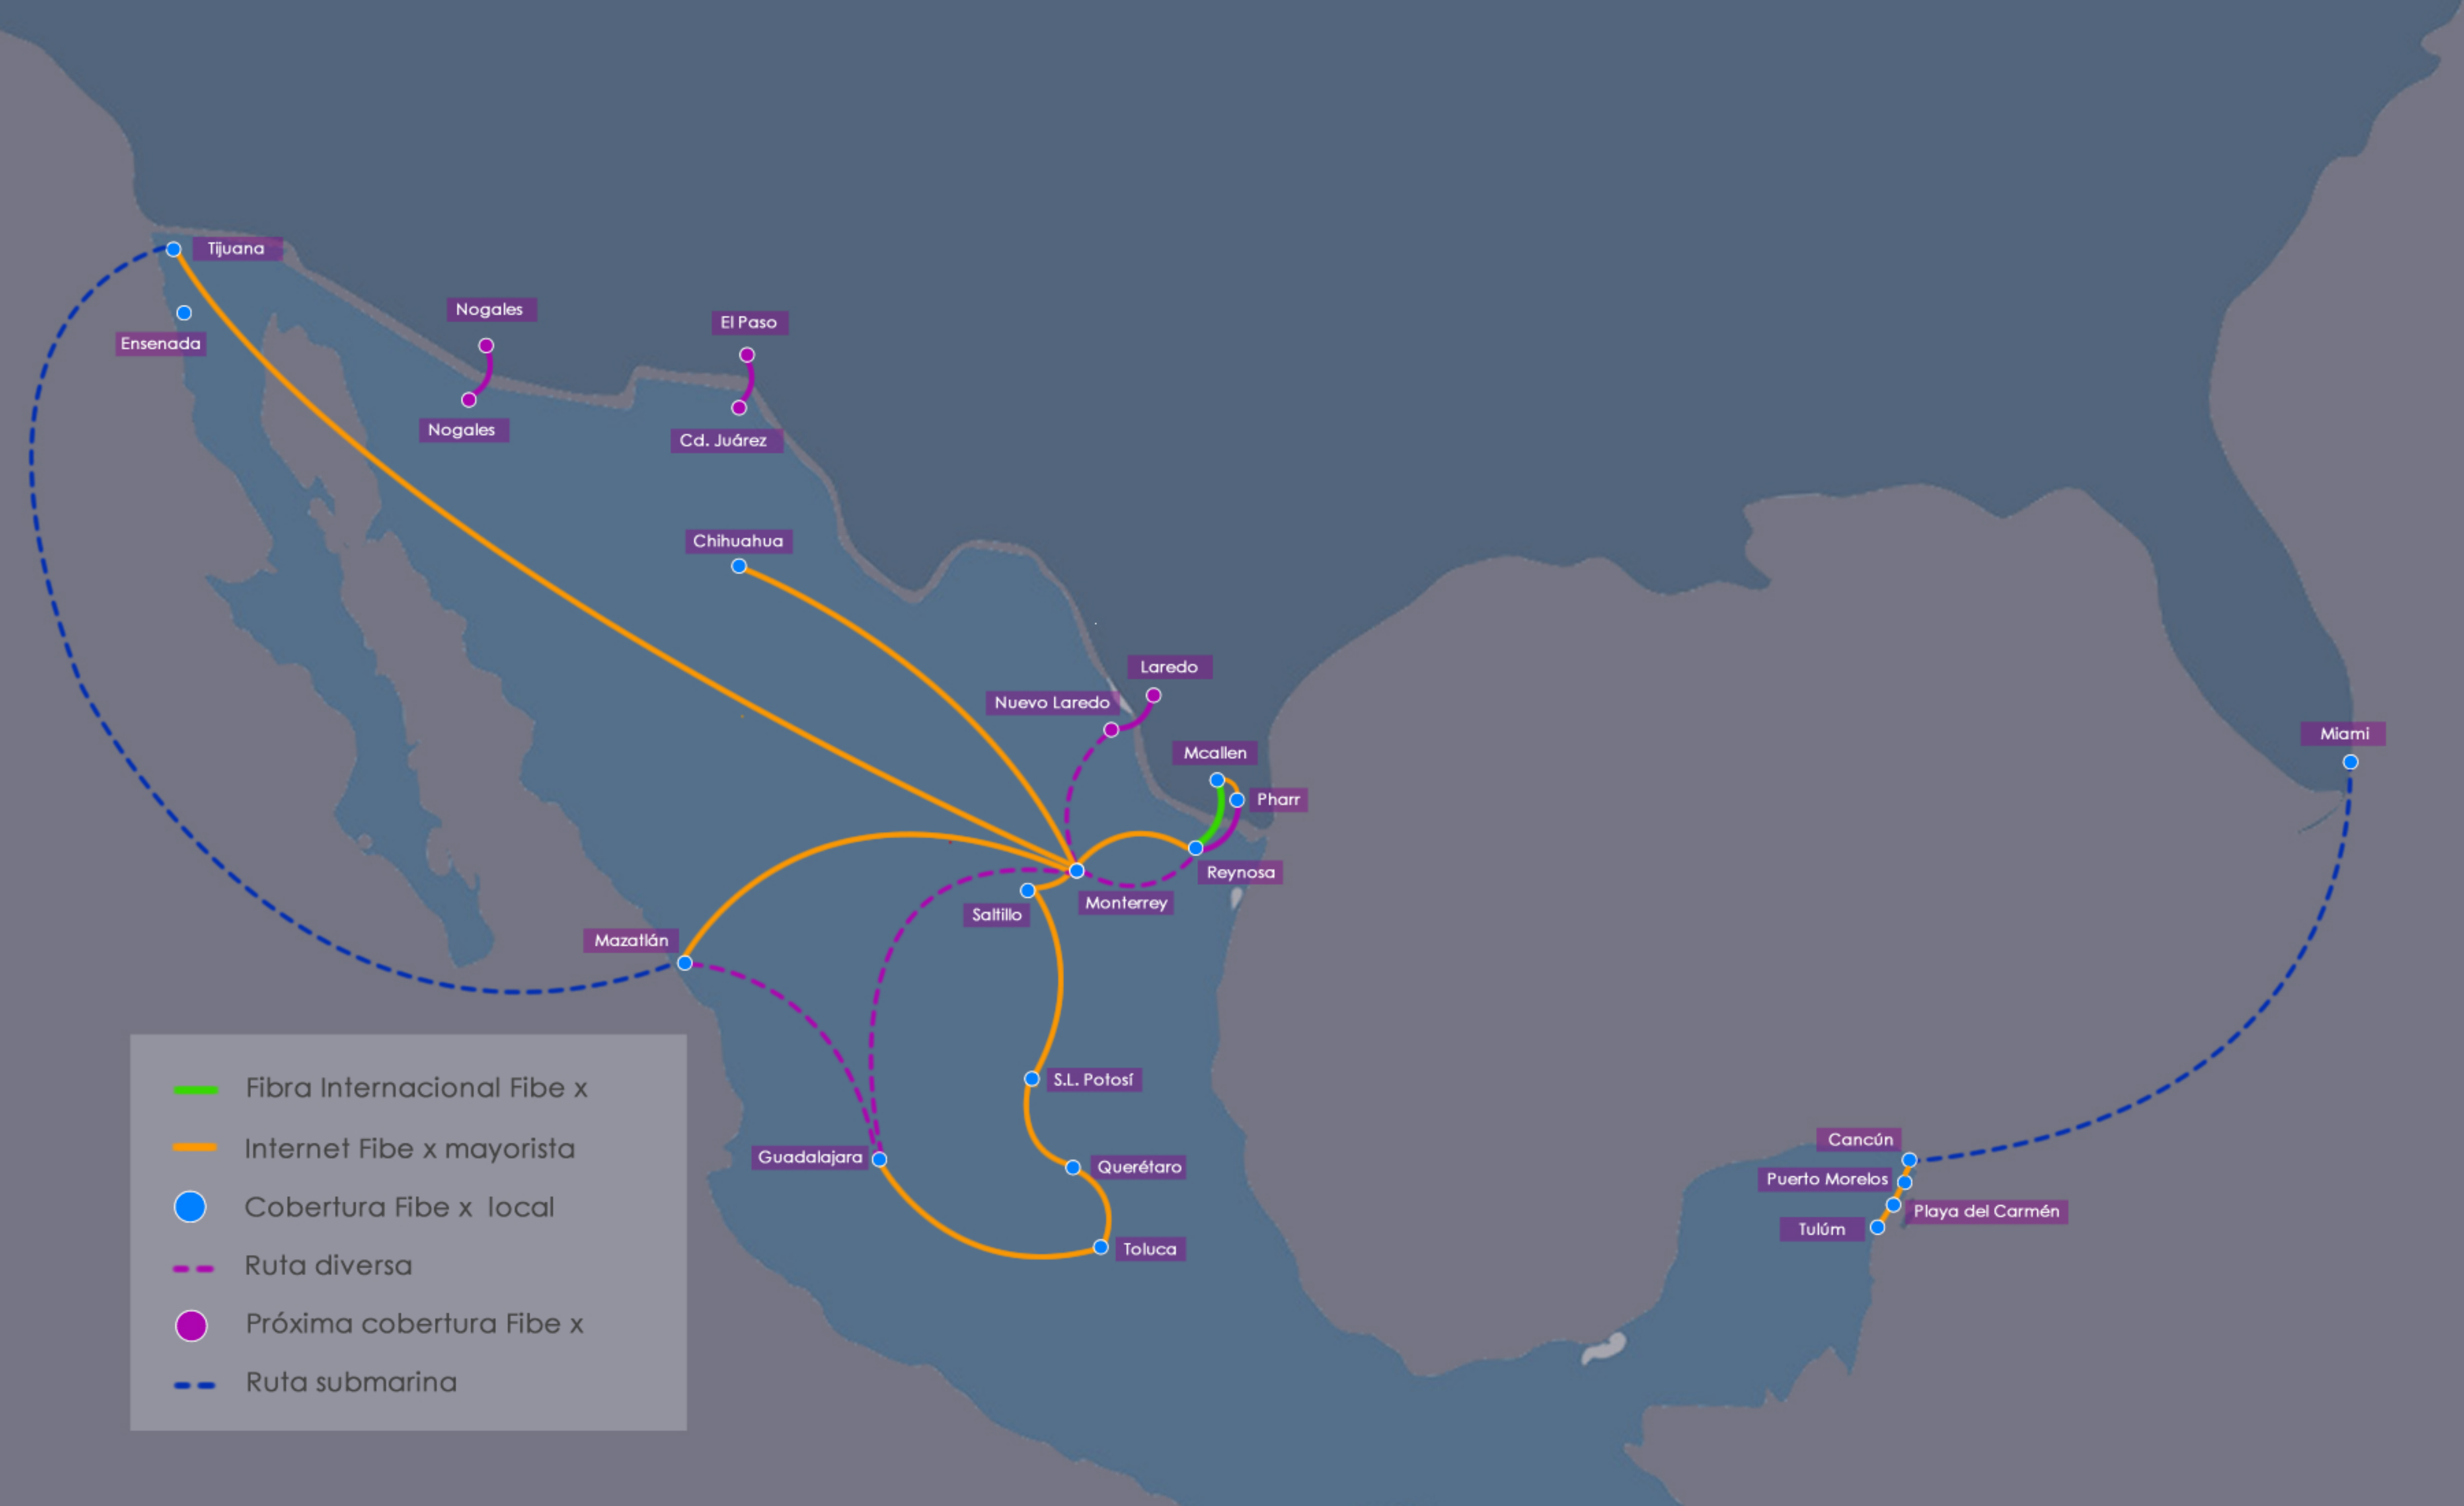 Tijuana
Ensenada
Nogales
Nogales
El Paso
Cd. Juárez
Chihuahua
Laredo
Nuevo Laredo
Mcallen
Pharr
Reynosa
Monterrey
Saltillo
Mazatlán
Miami
S.L. Potosí
Guadalajara
Querétaro
Toluca
Cancún
Puerto Morelos
Playa del Carmén
Tulúm
Fibra Internacional Fibe x
Internet Fibe x mayorista
Cobertura Fibe x local
Ruta diversa
Próxima cobertura Fibe x
Ruta submarina